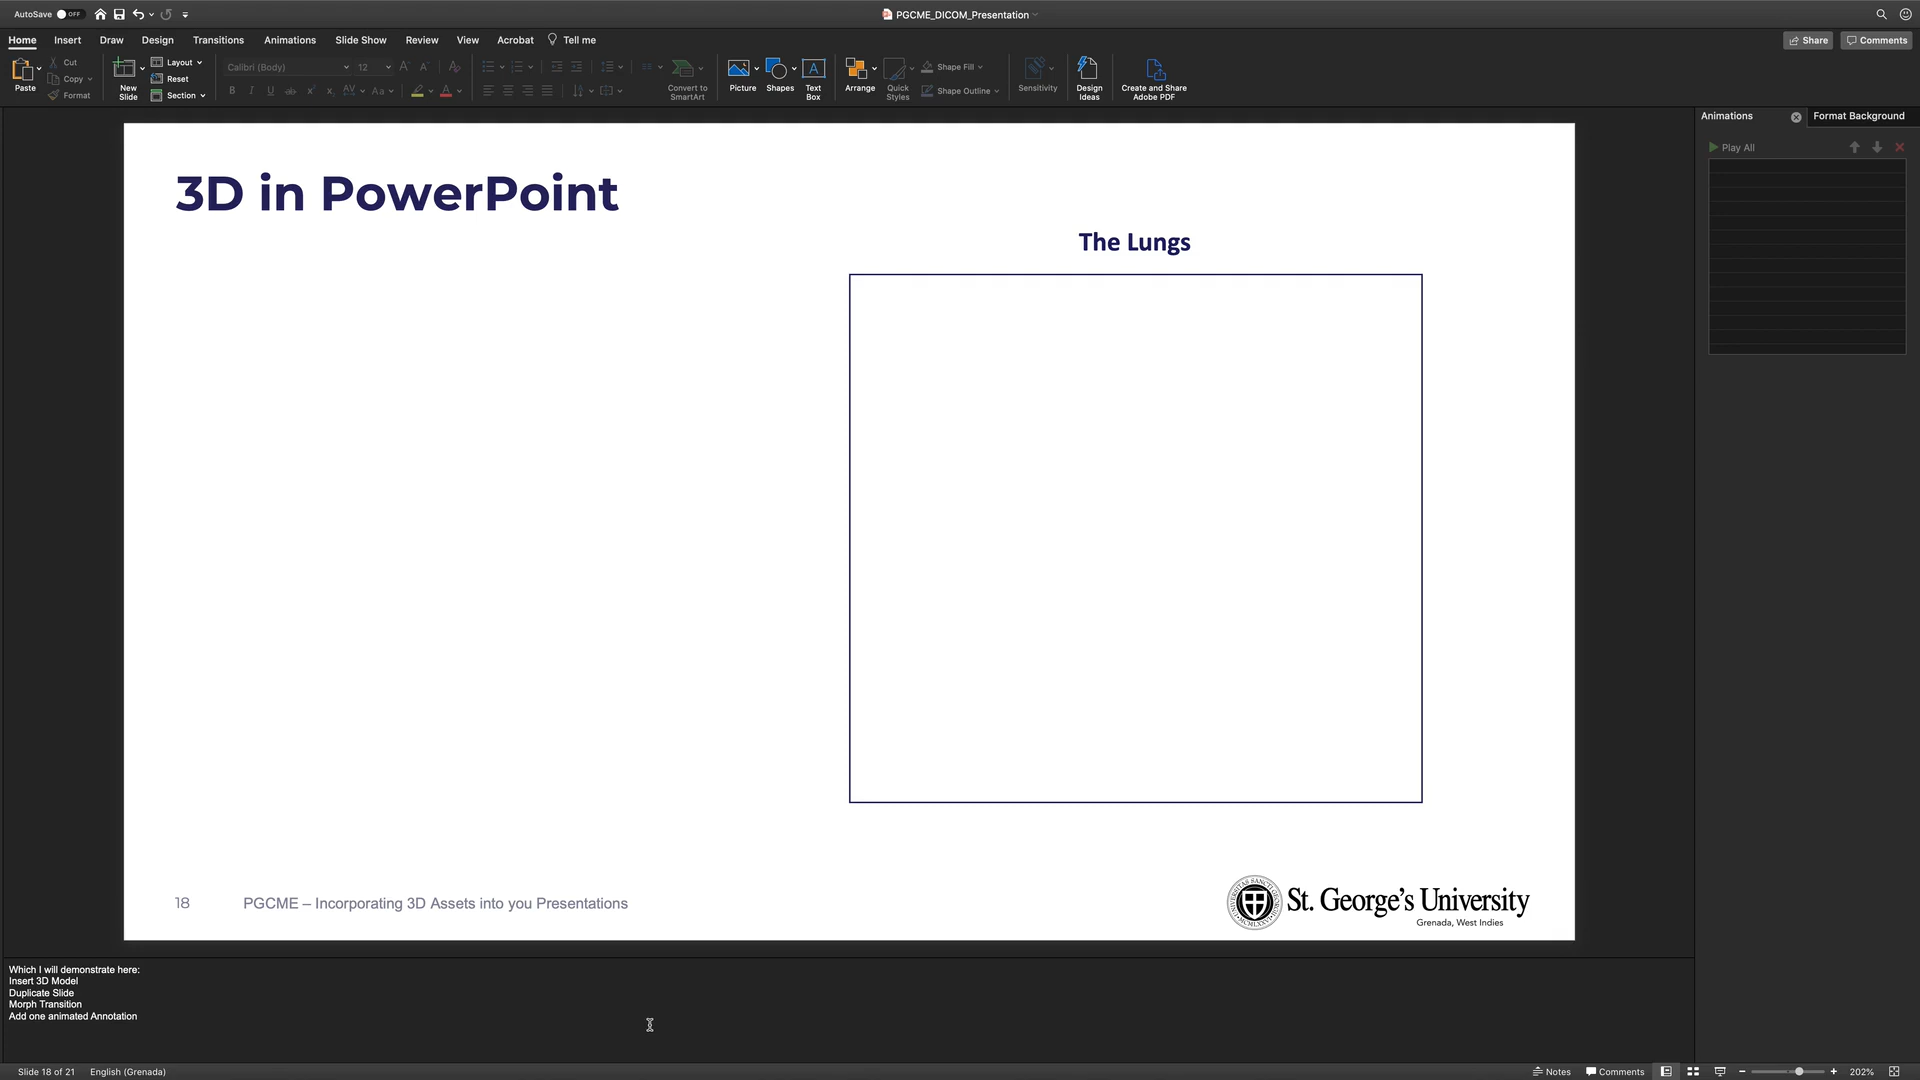 AutoSave OFF
PGCME_DICOM_Presentation
Home Insert Draw Design Transitions Animations Slide Show Review View Acrobat Tell me
Share Comments
Paste
Cut
Copy
Format
New
Slide
Layout
Reset
Section
Calibri (Body) 12
Convert to
SmartArt
Picture
Shapes
Text
Box
Arrange
Quick
Styles
Shape Fill
Shape Outline
Sensitivity
Design
Ideas
Create and Share
Adobe PDF
Animations
Format Background
Play All
3D in PowerPoint
The Lungs
18 PGCME – Incorporating 3D Assets into you Presentations
St. George's University
Grenada, West Indies
Which I will demonstrate here:
Insert 3D Model
Duplicate Slide
Morph Transition
Add one animated Annotation
Slide 18 of 21 English (Grenada)
Notes Comments 202%